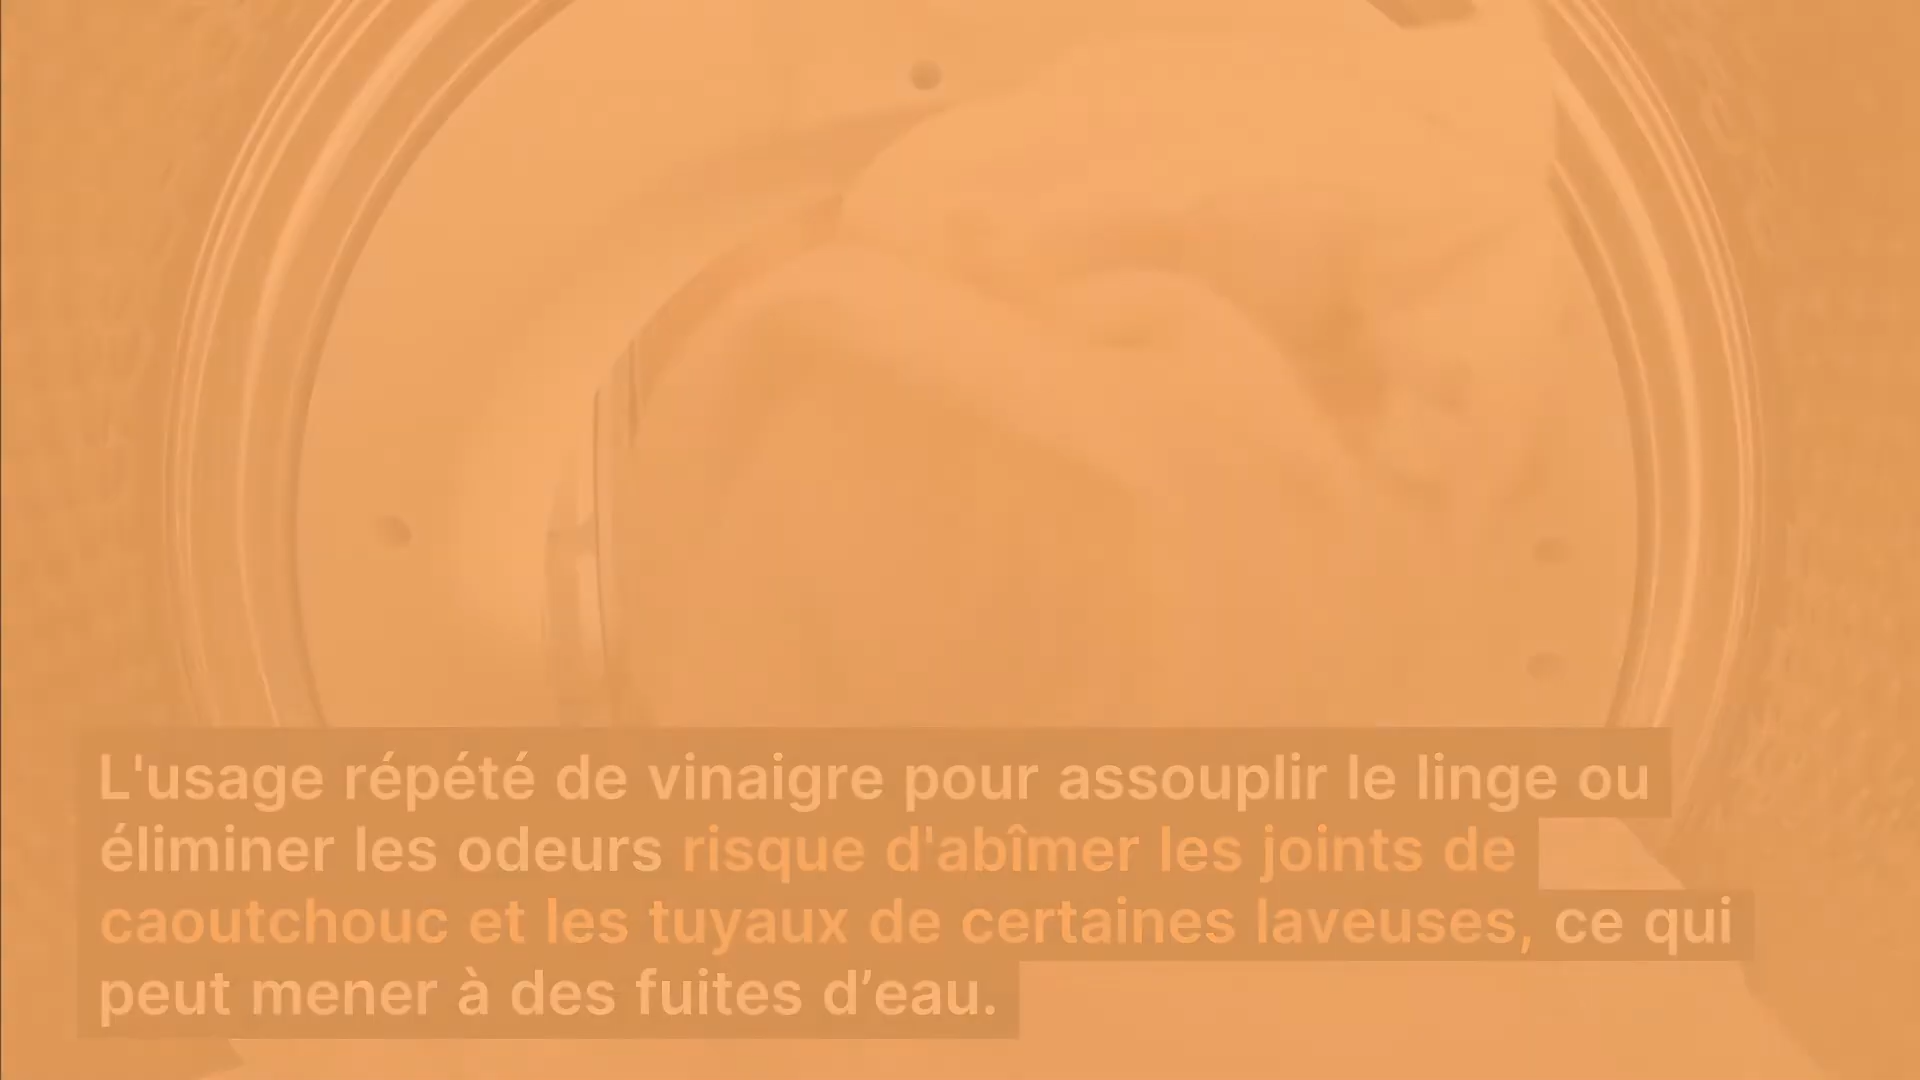 L'usage répété de vinaigre pour assouplir le linge ou
éliminer les odeurs risque d'abîmer les joints de
caoutchouc et les tuyaux de certaines laveuses, ce qui
peut mener à des fuites d’eau.